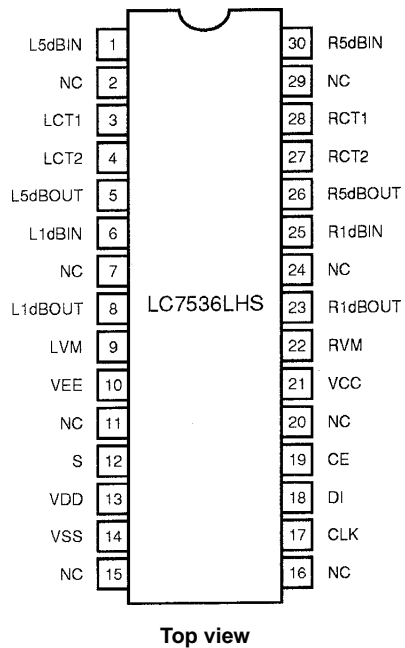 L5dBIN 1 30 R5dBIN
NC 2 29 NC
LCT1 3 28 RCT1
LCT2 4 27 RCT2
L5dBOUT 5 26 R5dBOUT
L1dBIN 6 25 R1dBIN
NC 7 24 NC
LC7536LHS
L1dBOUT 8 23 R1dBOUT
LVM 9 22 RVM
VEE 10 21 VCC
NC 11 20 NC
S 12 19 CE
VDD 13 18 DI
VSS 14 17 CLK
NC 15 16 NC
Top view